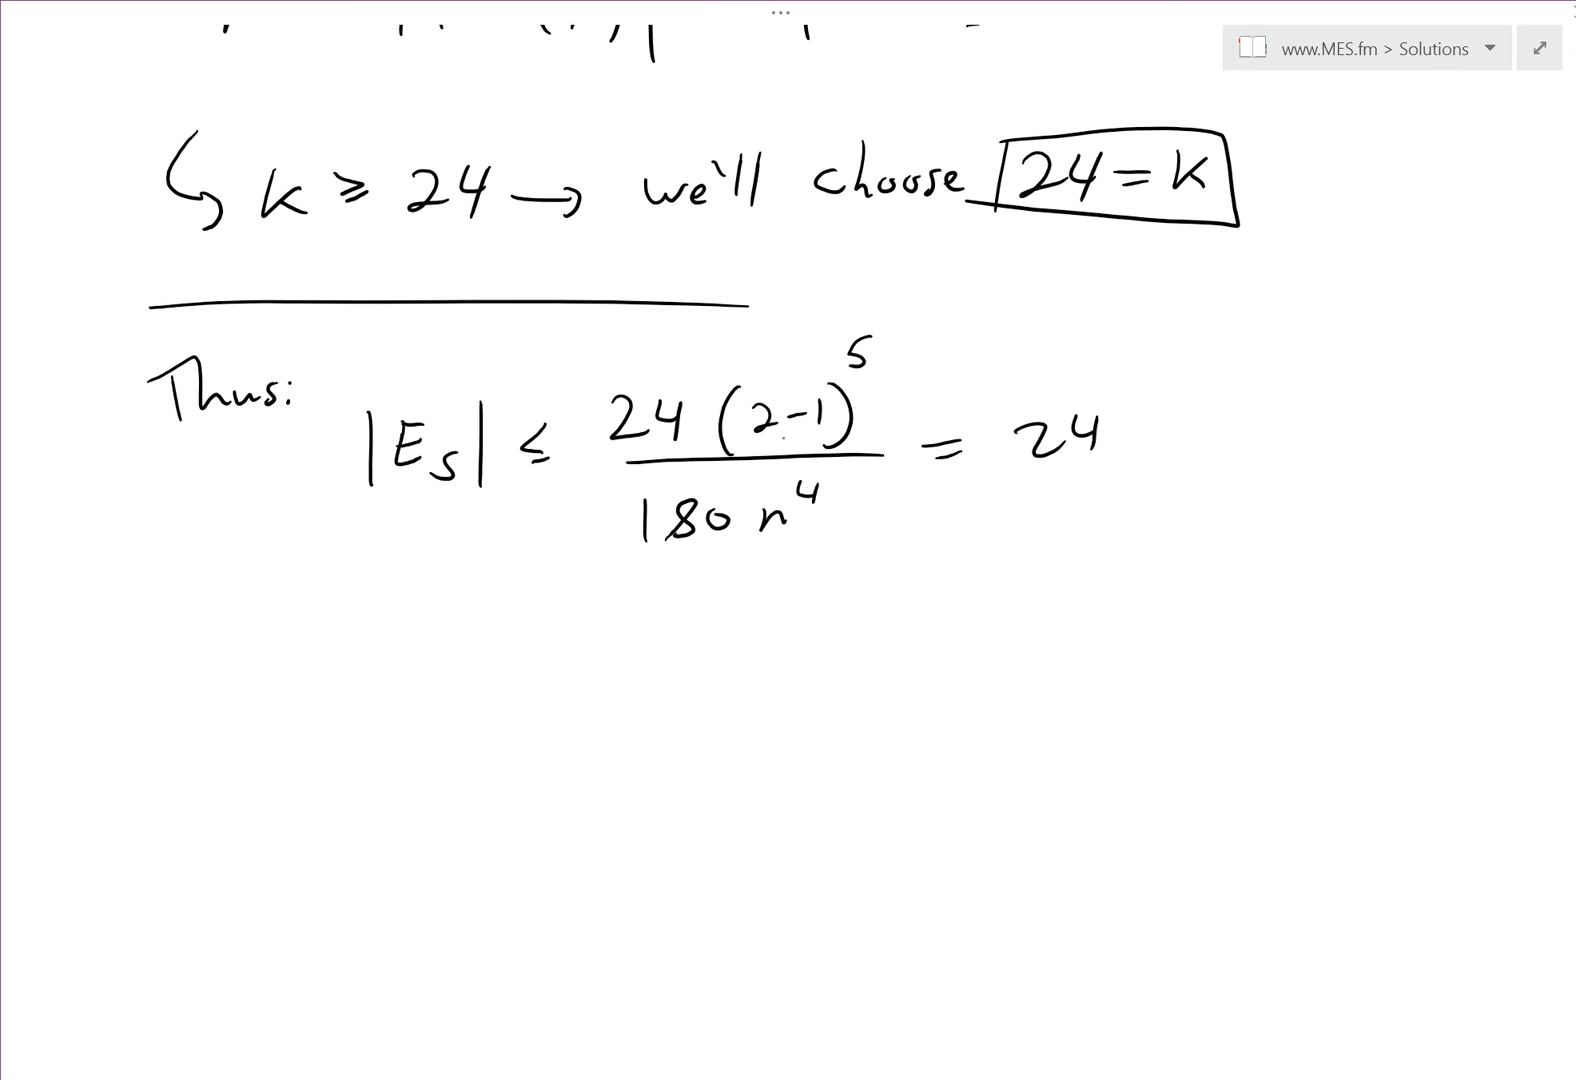 www.MES.fm > Solutions
↳ K ≥ 24 → we'll choose 24 = K
Thus:
|E_S| ≤ 24 (2-1)^5 / 180 n^4 = 24